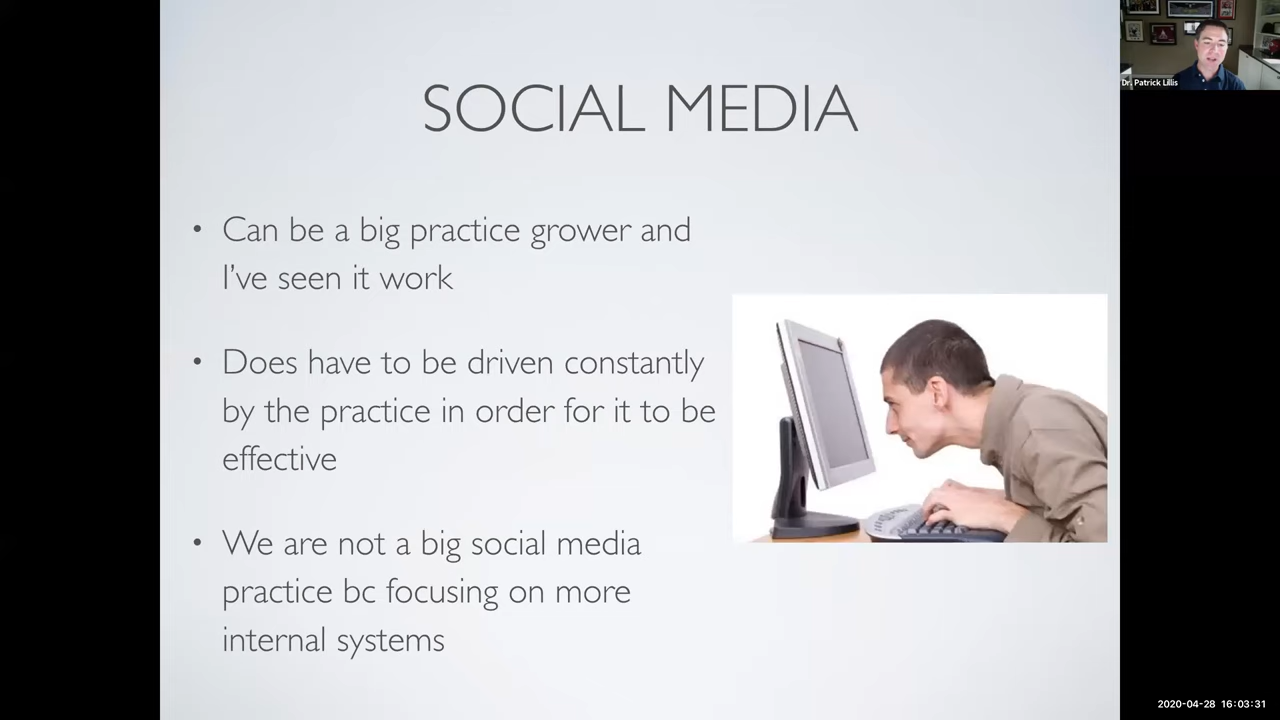 SOCIAL MEDIA
• Can be a big practice grower and
I’ve seen it work
• Does have to be driven constantly
by the practice in order for it to be
effective
• We are not a big social media
practice bc focusing on more
internal systems
Dr. Patrick Lillis
2020-04-28 16:03:31